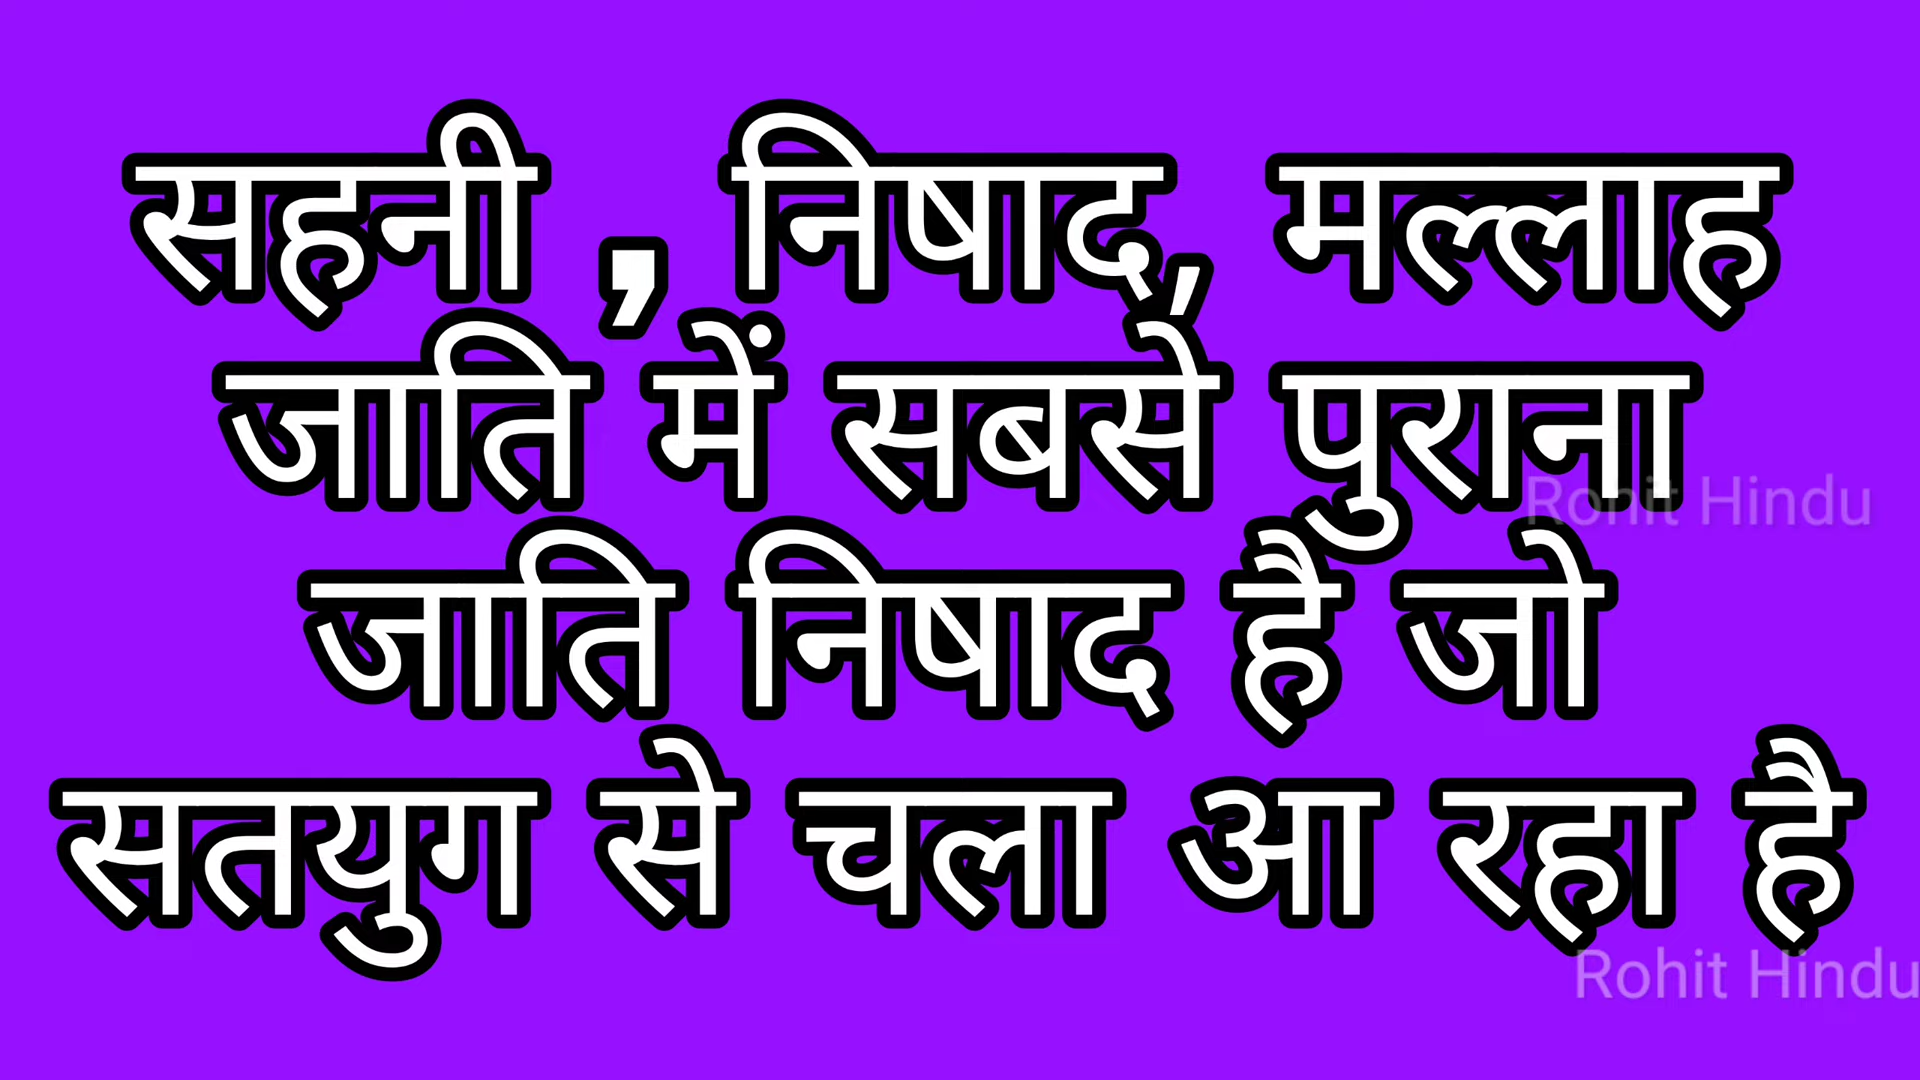 सहनी , निषाद, मल्लाह
जाति में सबसे पुराना
Rohit Hindu
जाति निषाद है जो
सतयुग से चला आ रहा है
Rohit Hindu